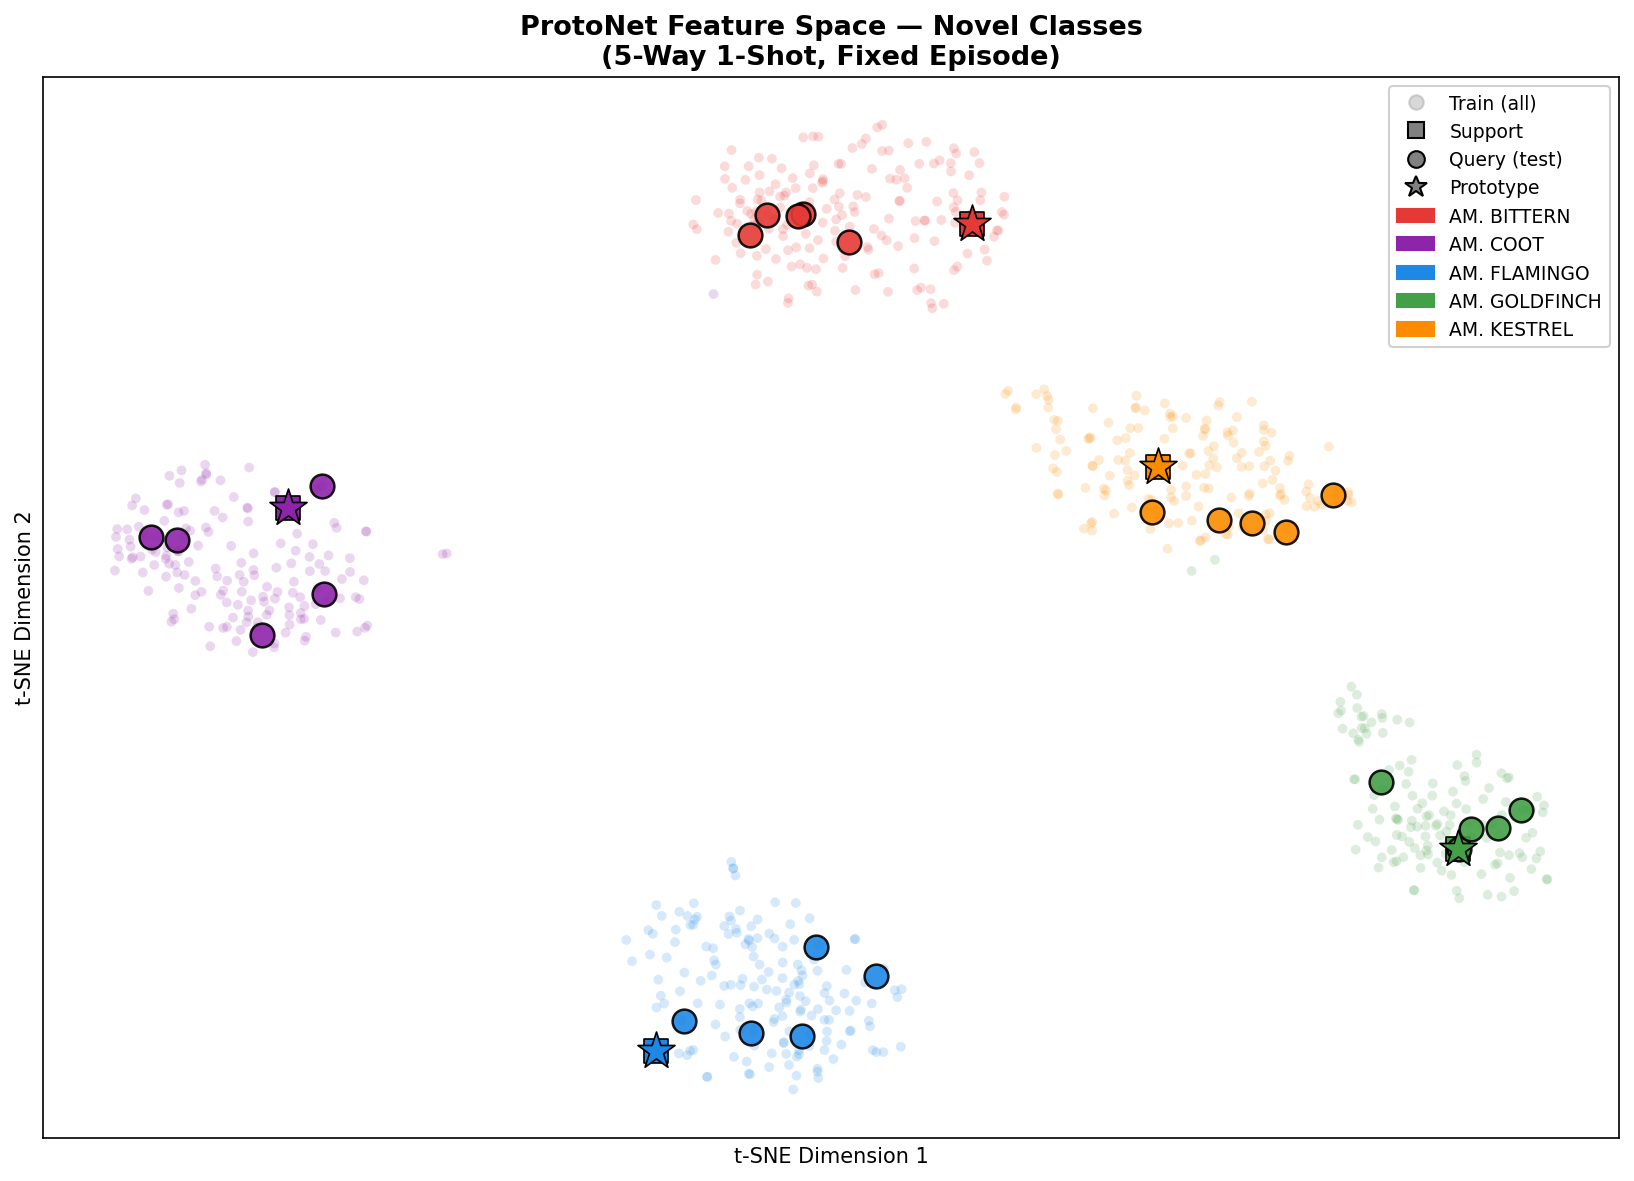 ProtoNet Feature Space — Novel Classes
(5-Way 1-Shot, Fixed Episode)
Train (all)
Support
Query (test)
Prototype
AM. BITTERN
AM. COOT
AM. FLAMINGO
AM. GOLDFINCH
AM. KESTREL
t-SNE Dimension 2
t-SNE Dimension 1